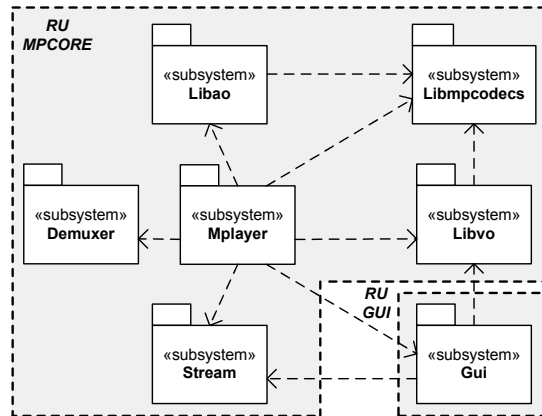 RU
MPCORE
«subsystem»
Libao
«subsystem»
Libmpcodecs
«subsystem»
Demuxer
«subsystem»
Mplayer
«subsystem»
Libvo
RU
GUI
«subsystem»
Stream
«subsystem»
Gui